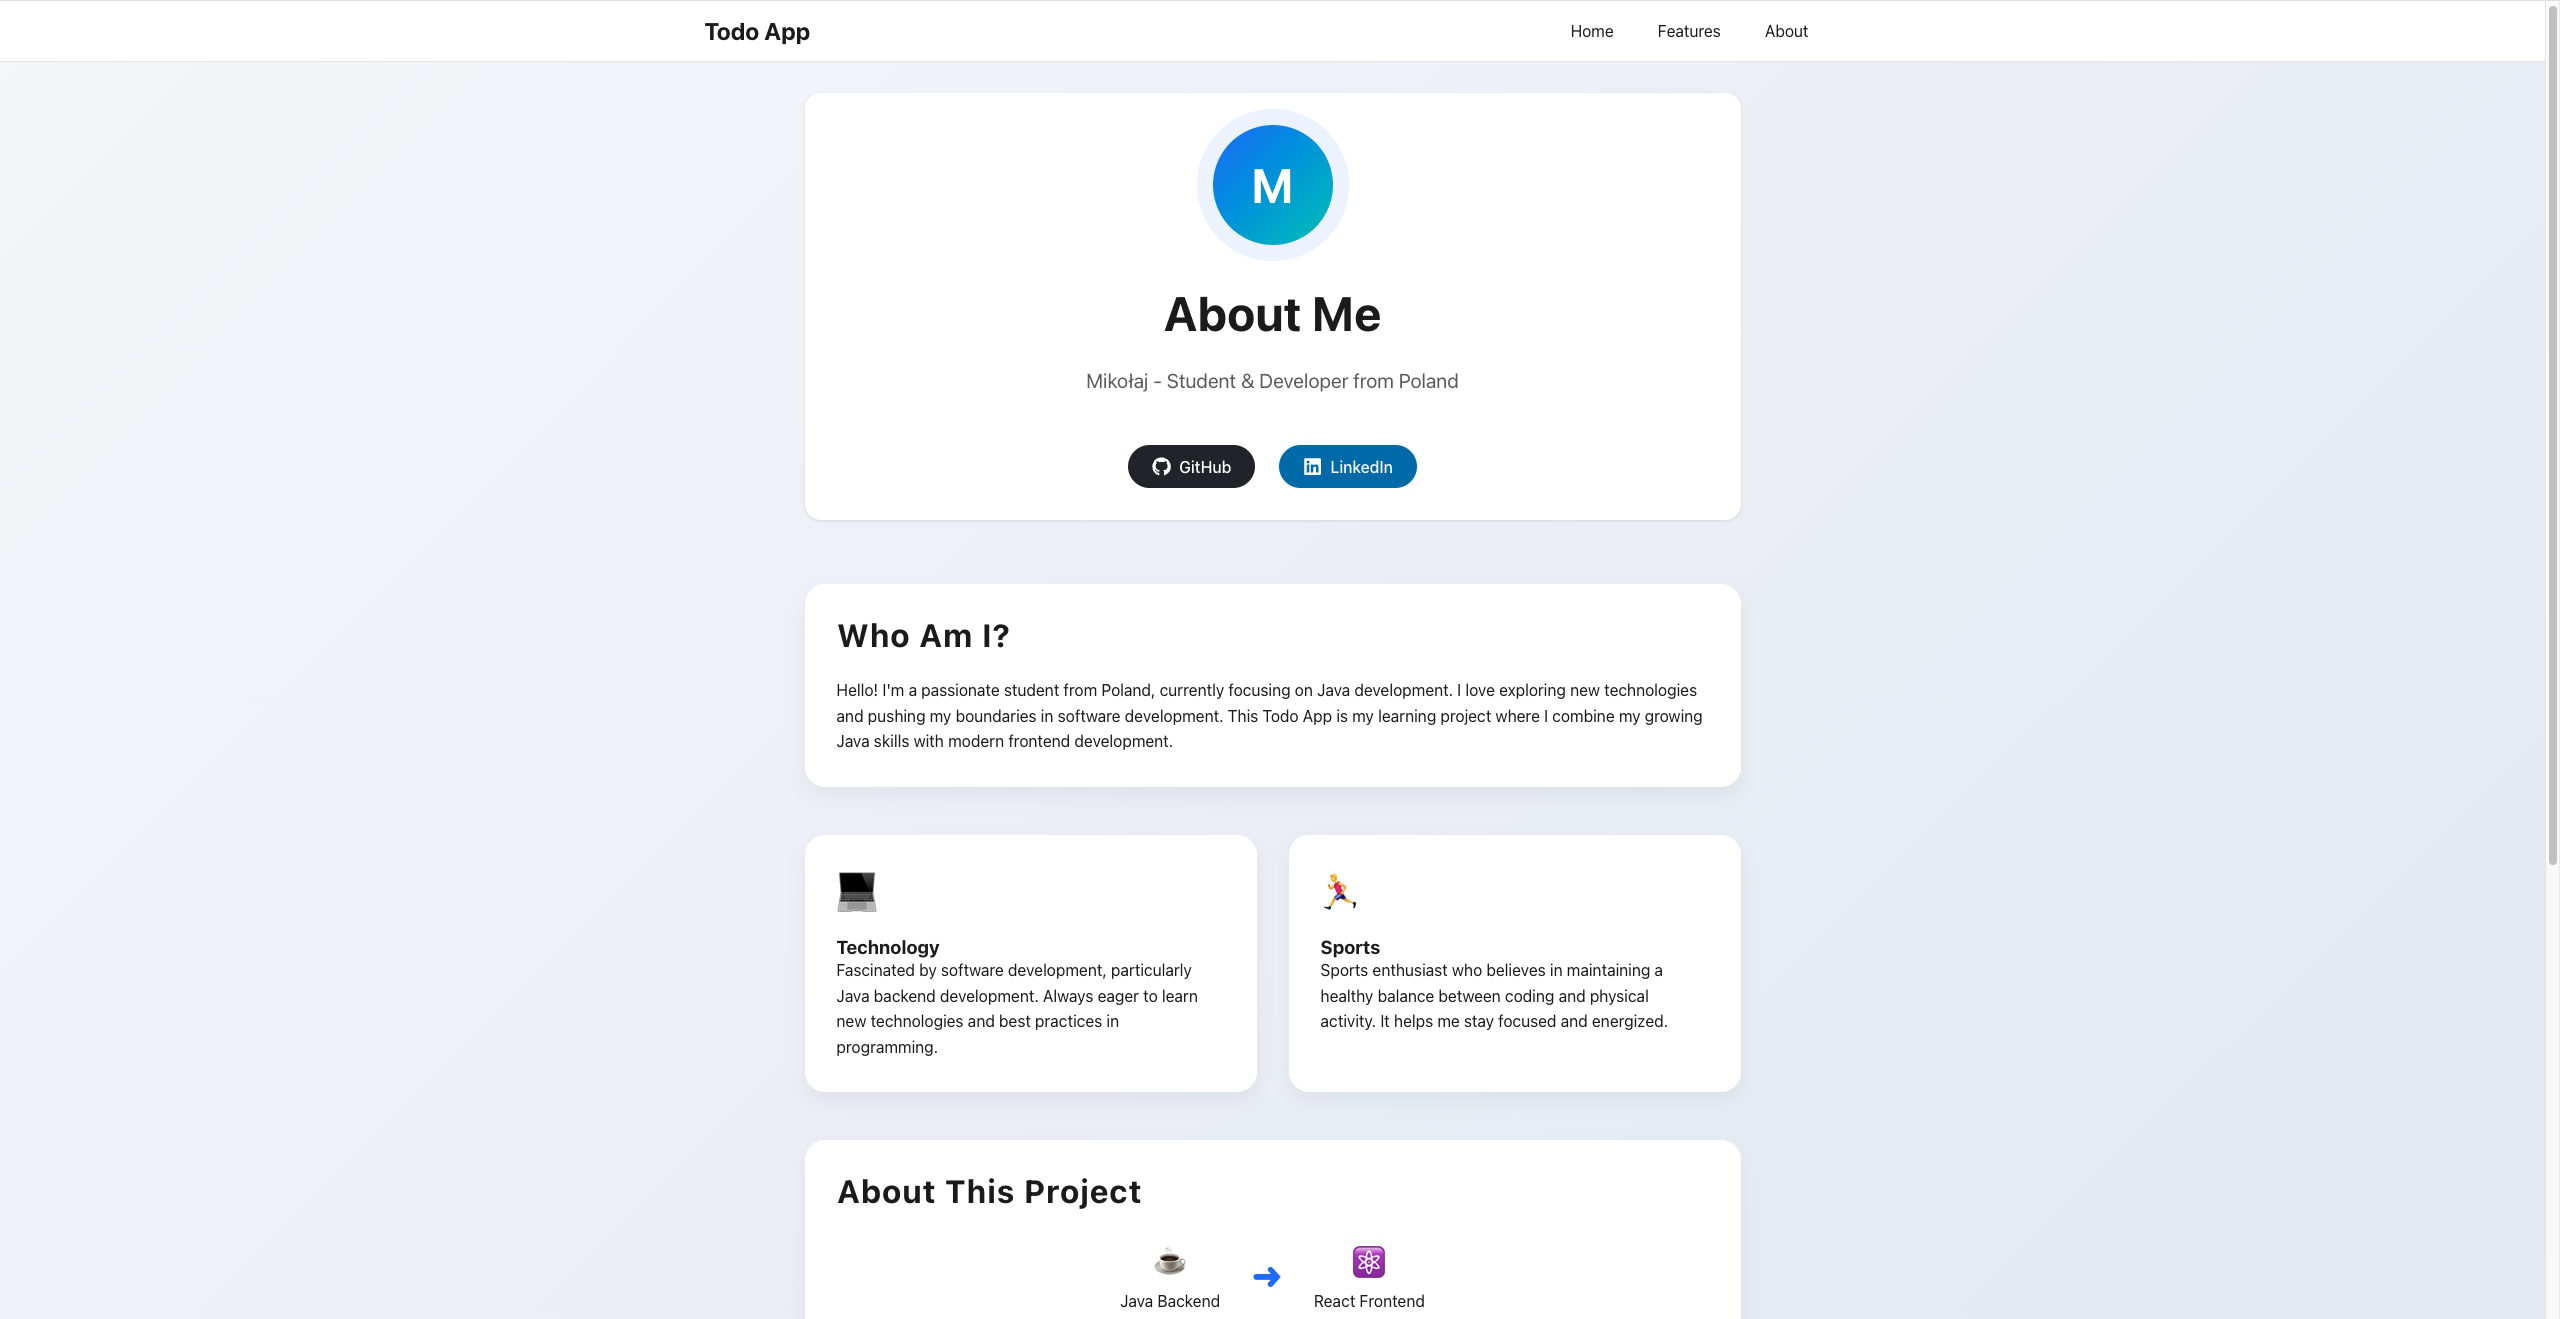 Todo App
Home
Features
About
M
About Me
Mikołaj - Student & Developer from Poland
GitHub
LinkedIn
Who Am I?
Hello! I'm a passionate student from Poland, currently focusing on Java development. I love exploring new technologies
and pushing my boundaries in software development. This Todo App is my learning project where I combine my growing
Java skills with modern frontend development.
Technology
Fascinated by software development, particularly
Java backend development. Always eager to learn
new technologies and best practices in
programming.
Sports
Sports enthusiast who believes in maintaining a
healthy balance between coding and physical
activity. It helps me stay focused and energized.
About This Project
Java Backend
React Frontend